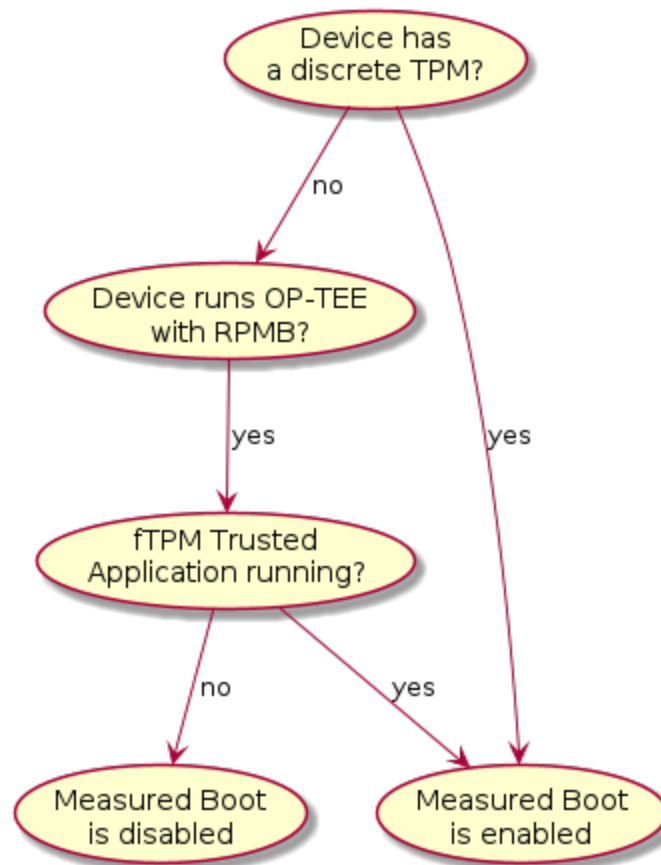 Device has
a discrete TPM?
no
Device runs OP-TEE
with RPMB?
yes
yes
fTPM Trusted
Application running?
no
yes
Measured Boot
is disabled
Measured Boot
is enabled